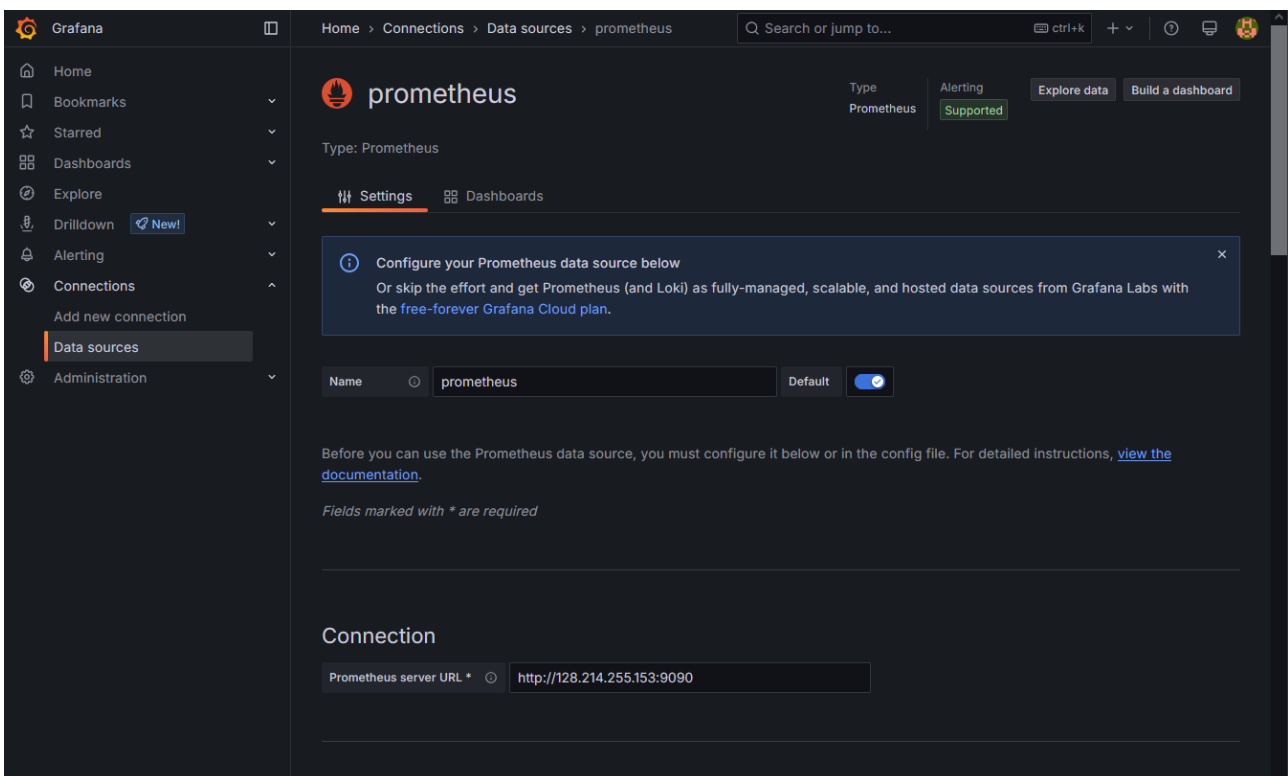 Grafana
Home › Connections › Data sources › prometheus
Search or jump to...
ctrl+k
Home
Bookmarks
Starred
Dashboards
Explore
Drilldown
New!
Alerting
Connections
Add new connection
Data sources
Administration
prometheus
Type
Prometheus
Alerting
Supported
Explore data
Build a dashboard
Type: Prometheus
Settings
Dashboards
Configure your Prometheus data source below
Or skip the effort and get Prometheus (and Loki) as fully-managed, scalable, and hosted data sources from Grafana Labs with
the free-forever Grafana Cloud plan.
Name
prometheus
Default
Before you can use the Prometheus data source, you must configure it below or in the config file. For detailed instructions, view the
documentation.
Fields marked with * are required
Connection
Prometheus server URL *
http://128.214.255.153:9090